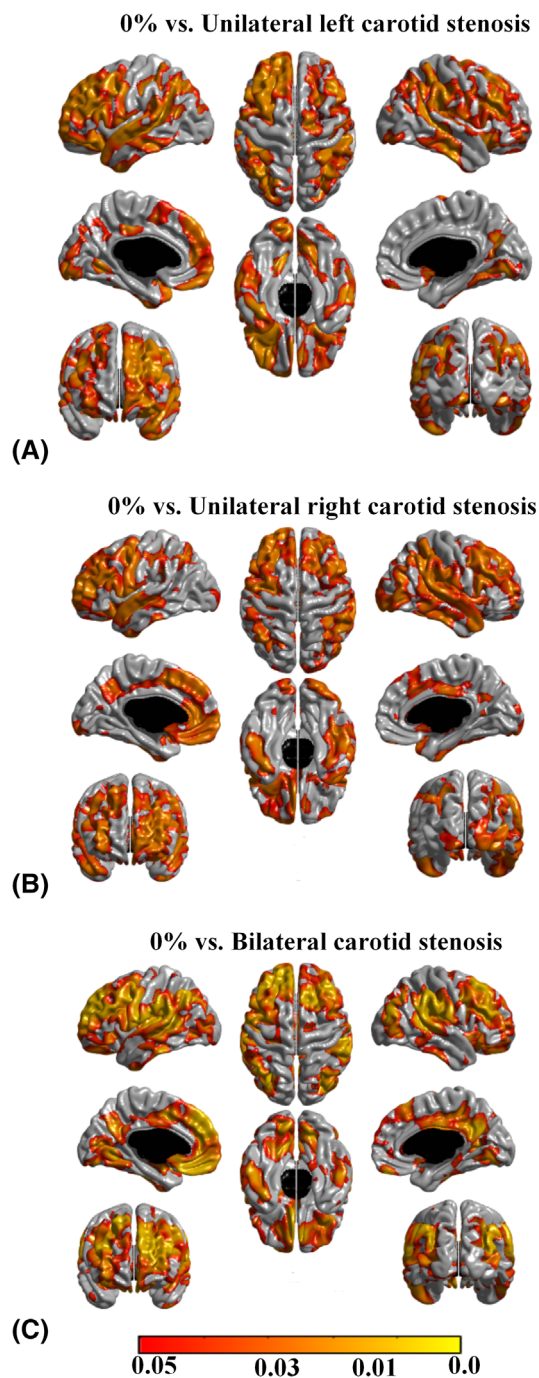 0% vs. Unilateral left carotid stenosis
(A)
0% vs. Unilateral right carotid stenosis
(B)
0% vs. Bilateral carotid stenosis
(C)
0.05 0.03 0.01 0.0